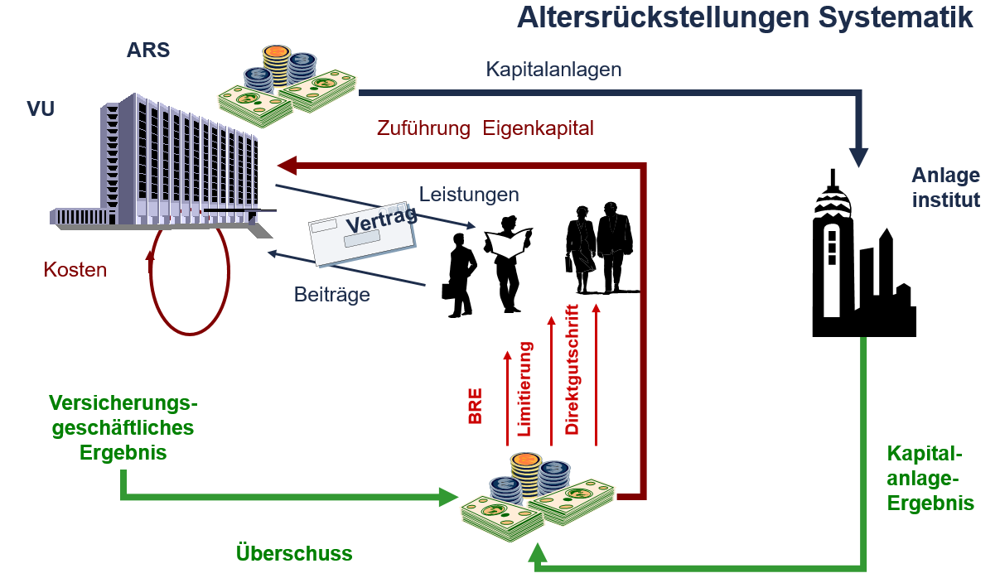 Altersrückstellungen Systematik
ARS
Kapitalanlagen
VU
Zuführung Eigenkapital
Anlage
institut
Leistungen
Vertrag
Kosten
Beiträge
BRE
Limitierung
Direktgutschrift
Versicherungs-
geschäftliches
Ergebnis
Kapital-
anlage-
Ergebnis
Überschuss